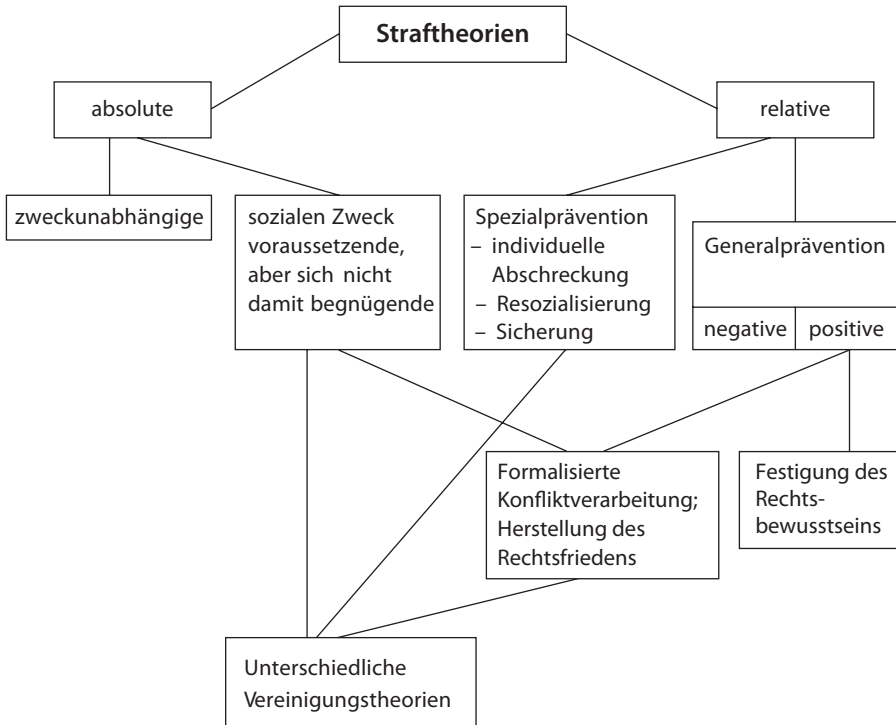 Straftheorien
absolute
relative
zweckunabhängige
sozialen Zweck
voraussetzende,
aber sich nicht
damit begnügende
Spezialprävention
– individuelle
Abschreckung
– Resozialisierung
– Sicherung
Generalprävention
negative
positive
Formalisierte
Konfliktverarbeitung;
Herstellung des
Rechtsfriedens
Festigung des
Rechts-
bewusstseins
Unterschiedliche
Vereinigungstheorien